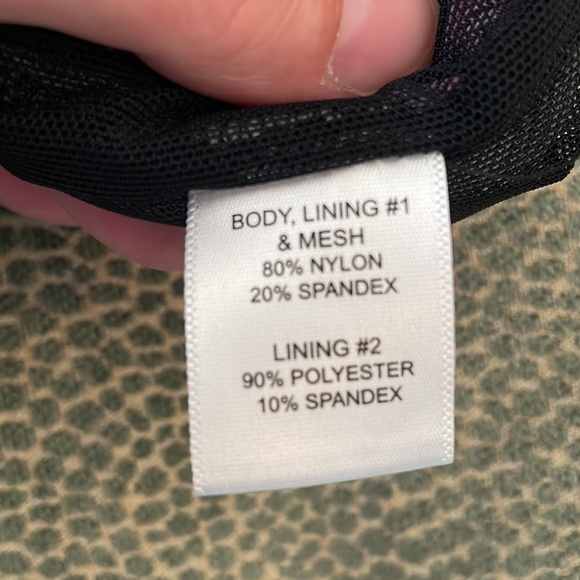 BODY, LINING #1
& MESH
80% NYLON
20% SPANDEX
LINING #2
90% POLYESTER
10% SPANDEX